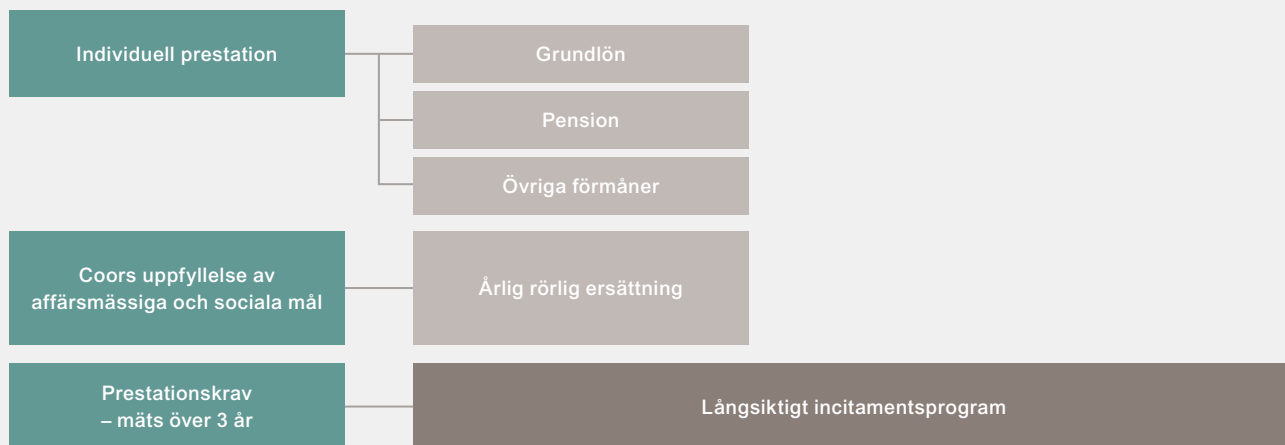 Individuell prestation
Grundlön
Pension
Övriga förmåner
Coors uppfyllelse av
affärsmässiga och sociala mål
Årlig rörlig ersättning
Prestationskrav
– mäts över 3 år
Långsiktigt incitamentsprogram